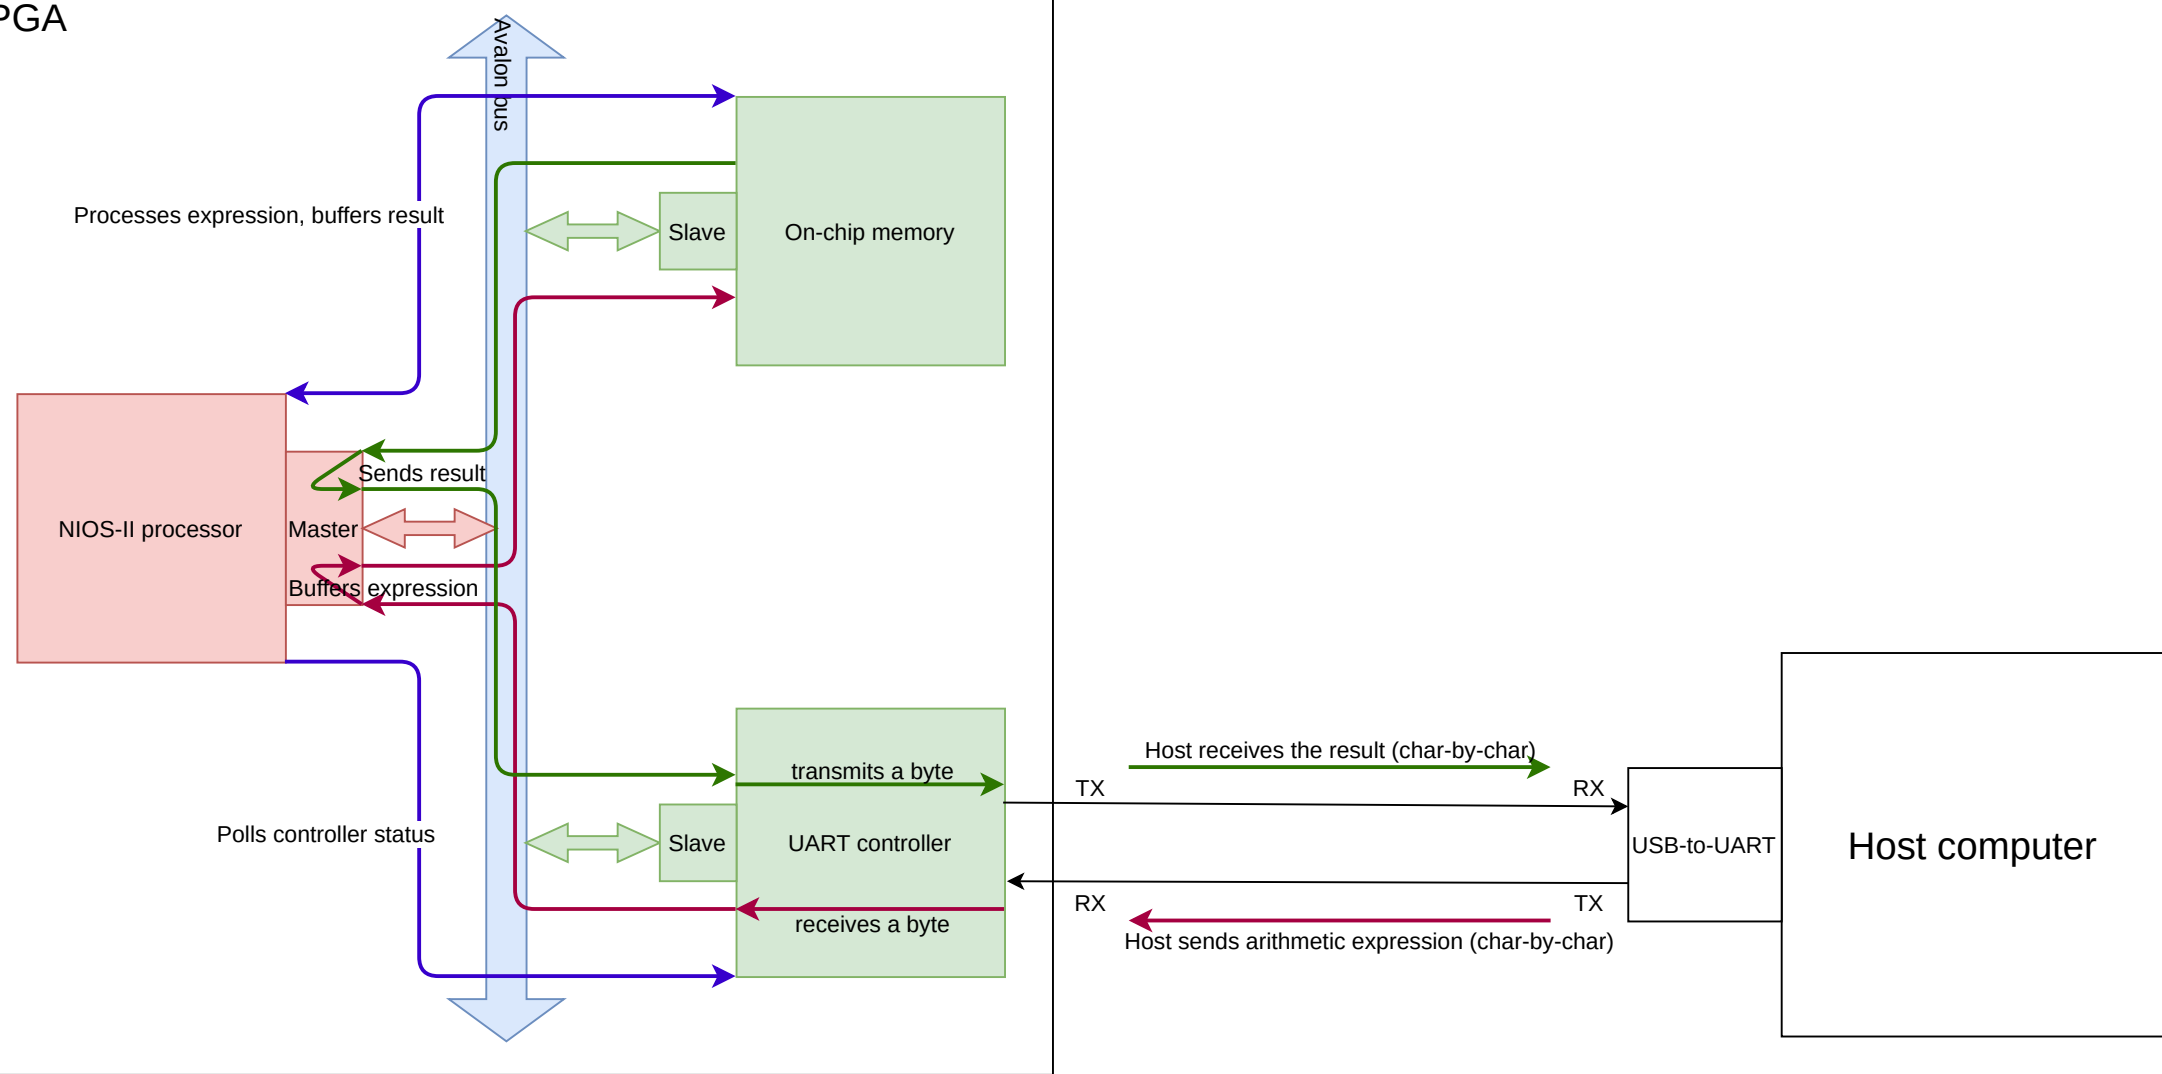 PGA
Avalon bus
Processes expression, buffers result
Slave
On-chip memory
Sends result
NIOS-II processor
Master
Buffers expression
Host receives the result (char-by-char)
transmits a byte
TX
RX
Polls controller status
Slave
UART controller
USB-to-UART
Host computer
RX
TX
receives a byte
Host sends arithmetic expression (char-by-char)